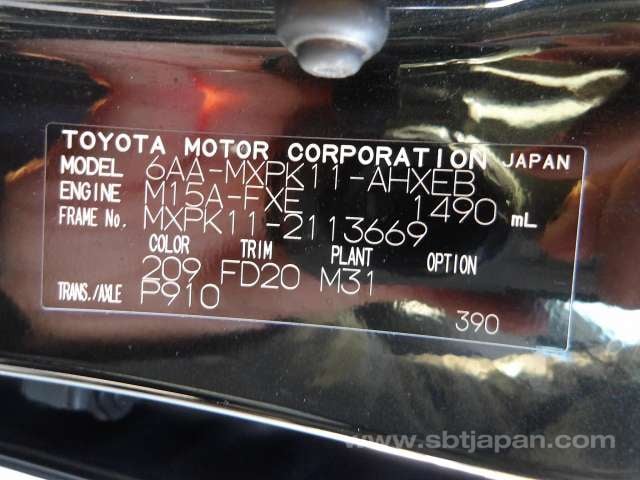 TOYOTA MOTOR CORPORATION JAPAN
MODEL 6AA-MXPK11-AHXEB
ENGINE M15A-FXE 1490 mL
FRAME No. MXPK11-2113669
COLOR TRIM PLANT OPTION
209 FD20 M31
TRANS./AXLE P910
390
www.sbtjapan.com